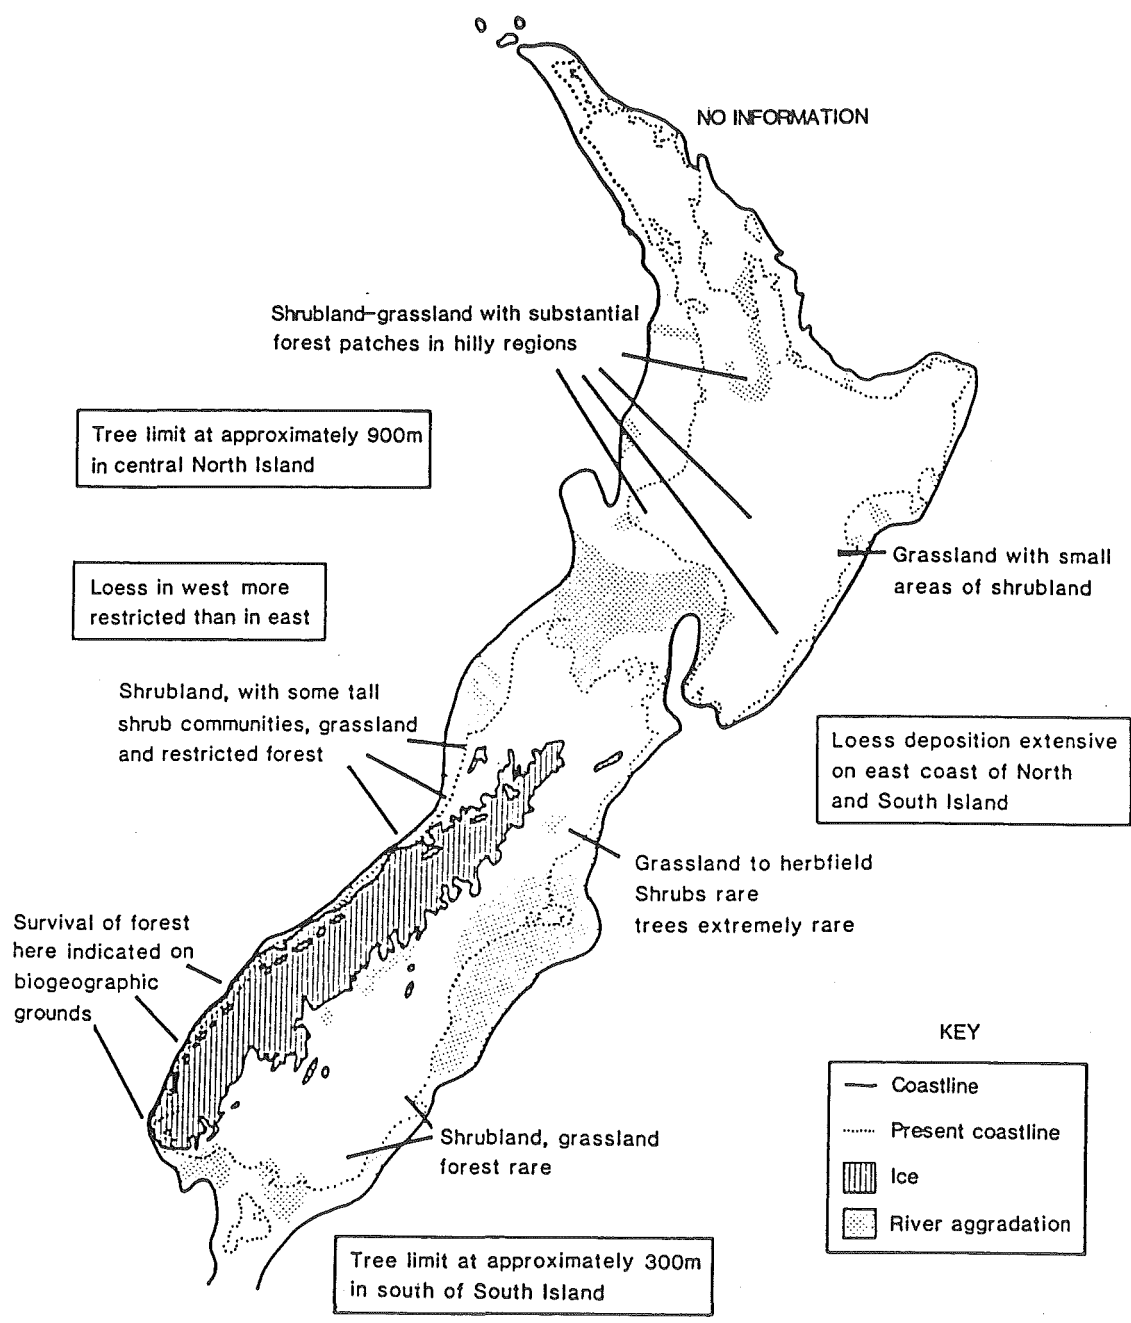 NO INFORMATION
Shrubland-grassland with substantial
forest patches in hilly regions
Tree limit at approximately 900m
in central North Island
Grassland with small
areas of shrubland
Loess in west more
restricted than in east
Shrubland, with some tall
shrub communities, grassland
and restricted forest
Loess deposition extensive
on east coast of North
and South Island
Grassland to herbfield
Shrubs rare
trees extremely rare
Survival of forest
here indicated on
biogeographic
grounds
KEY
Coastline
Present coastline
Ice
River aggradation
Shrubland, grassland
forest rare
Tree limit at approximately 300m
in south of South Island